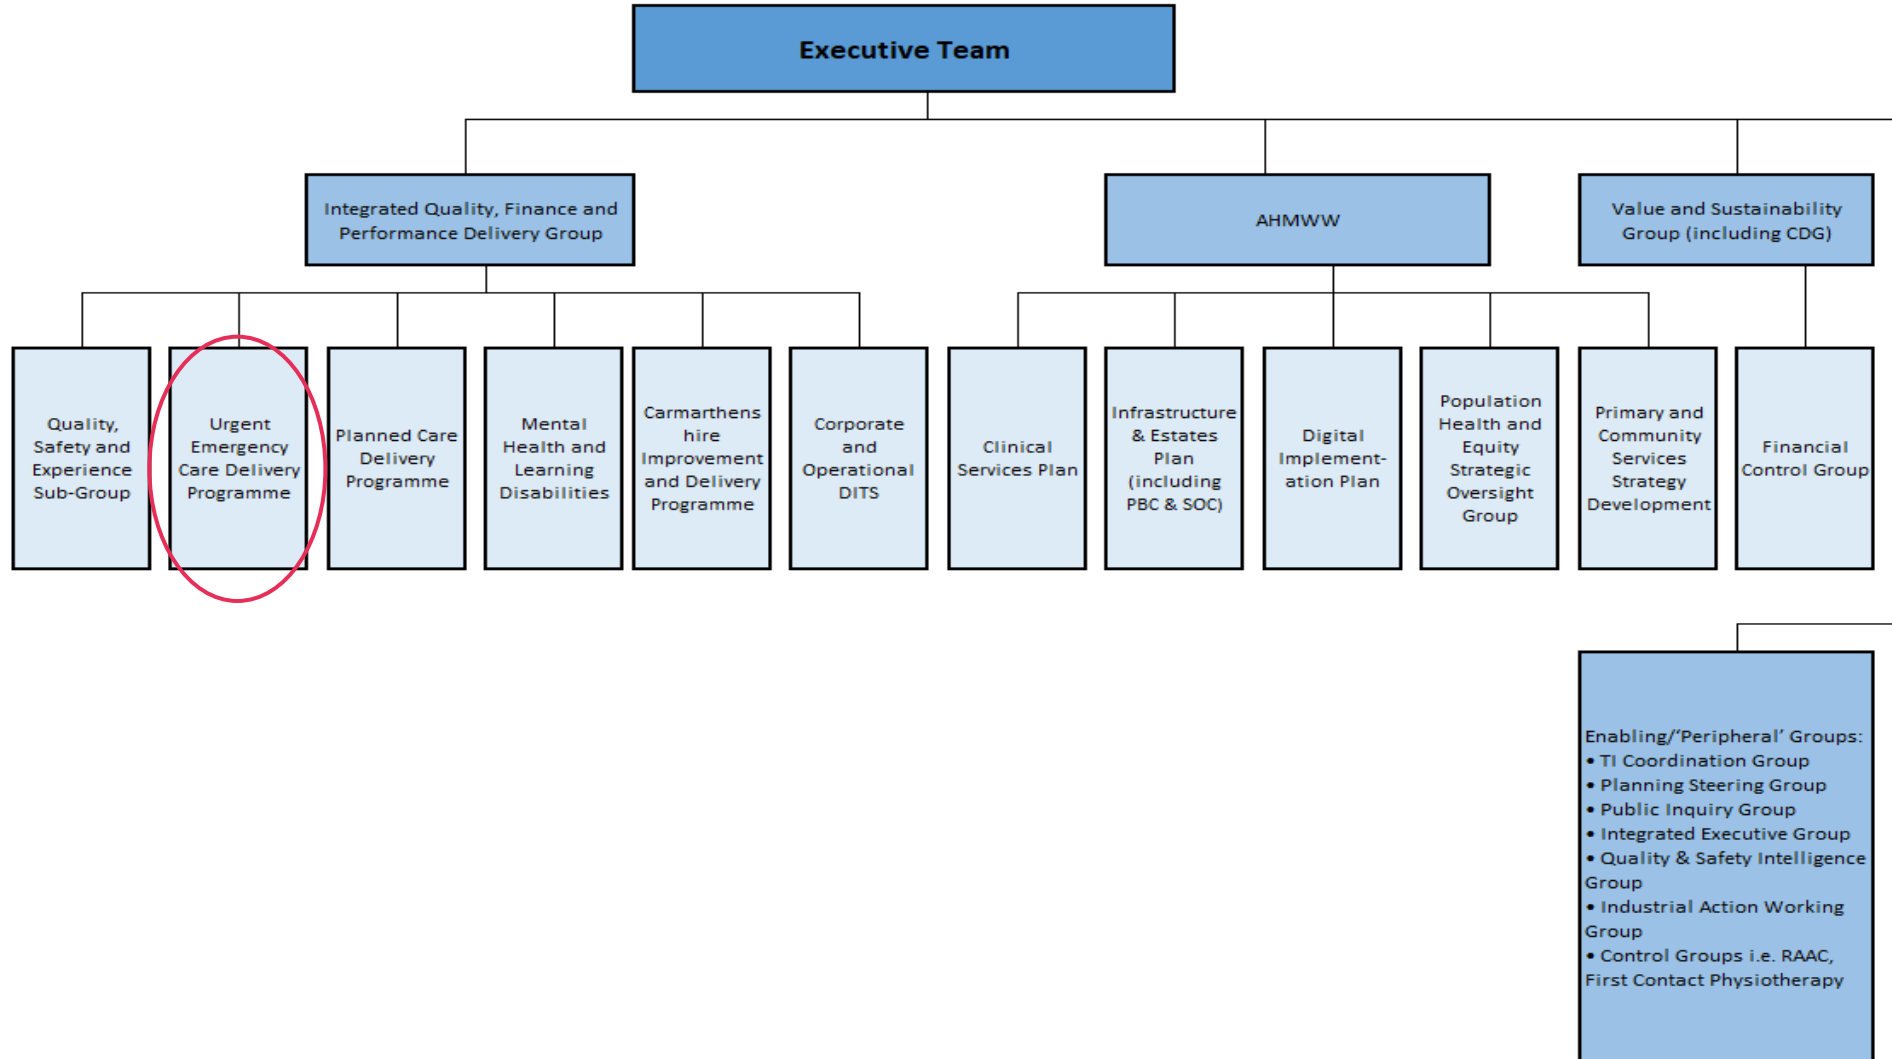 Executive Team
Integrated Quality, Finance and
Performance Delivery Group
AHMWW
Value and Sustainability
Group (including CDG)
Quality,
Safety and
Experience
Sub-Group
Urgent
Emergency
Care Delivery
Programme
Planned Care
Delivery
Programme
Mental
Health and
Learning
Disabilities
Carmarthens
hire
Improvement
and Delivery
Programme
Corporate
and
Operational
DITS
Clinical
Services Plan
Infrastructure
& Estates
Plan
(including
PBC & SOC)
Digital
Implement-
ation Plan
Population
Health and
Equity
Strategic
Oversight
Group
Primary and
Community
Services
Strategy
Development
Financial
Control Group
Enabling/‘Peripheral’ Groups:
• TI Coordination Group
• Planning Steering Group
• Public Inquiry Group
• Integrated Executive Group
• Quality & Safety Intelligence
Group
• Industrial Action Working
Group
• Control Groups i.e. RAAC,
First Contact Physiotherapy